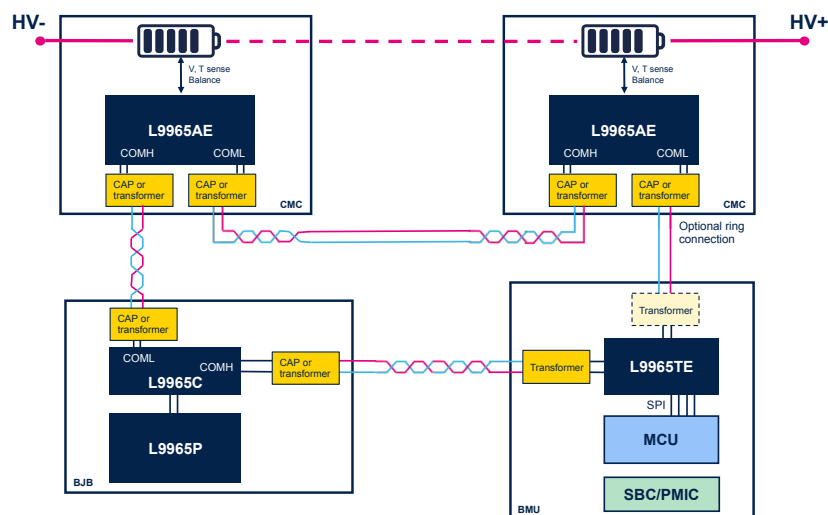 HV-
HV+
V, T sense
Balance
V, T sense
Balance
L9965AE
COMH
COML
L9965AE
COMH
COML
CAP or
transformer
CAP or
transformer
CMC
CAP or
transformer
CAP or
transformer
CMC
Optional ring
connection
CAP or
transformer
COML
COMH
L9965C
CAP or
transformer
L9965P
BJB
Transformer
Transformer
L9965TE
SPI
MCU
SBC/PMIC
BMU